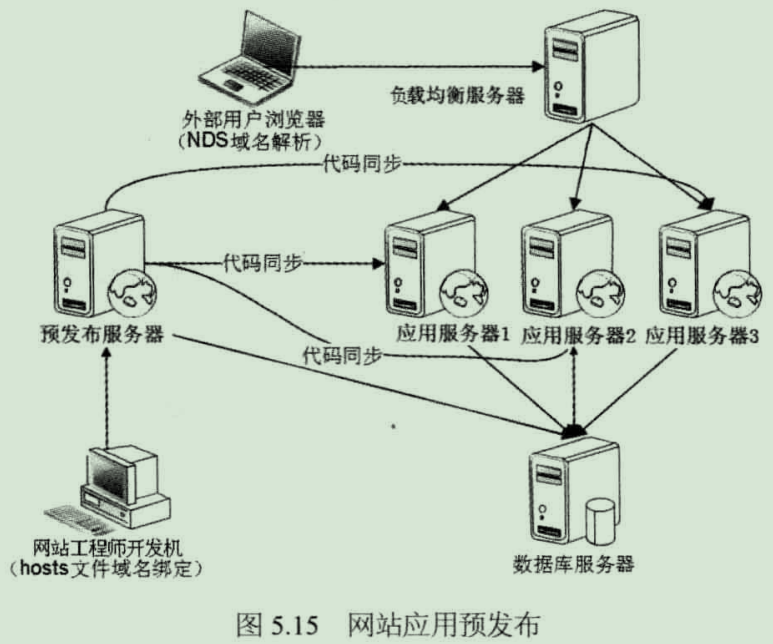 负载均衡服务器
外部用户浏览器
（NDS域名解析）
代码同步
代码同步
预发布服务器
应用服务器1
应用服务器2
应用服务器3
代码同步
网站工程师开发机
（hosts文件域名绑定）
数据库服务器
图 5.15 网站应用预发布